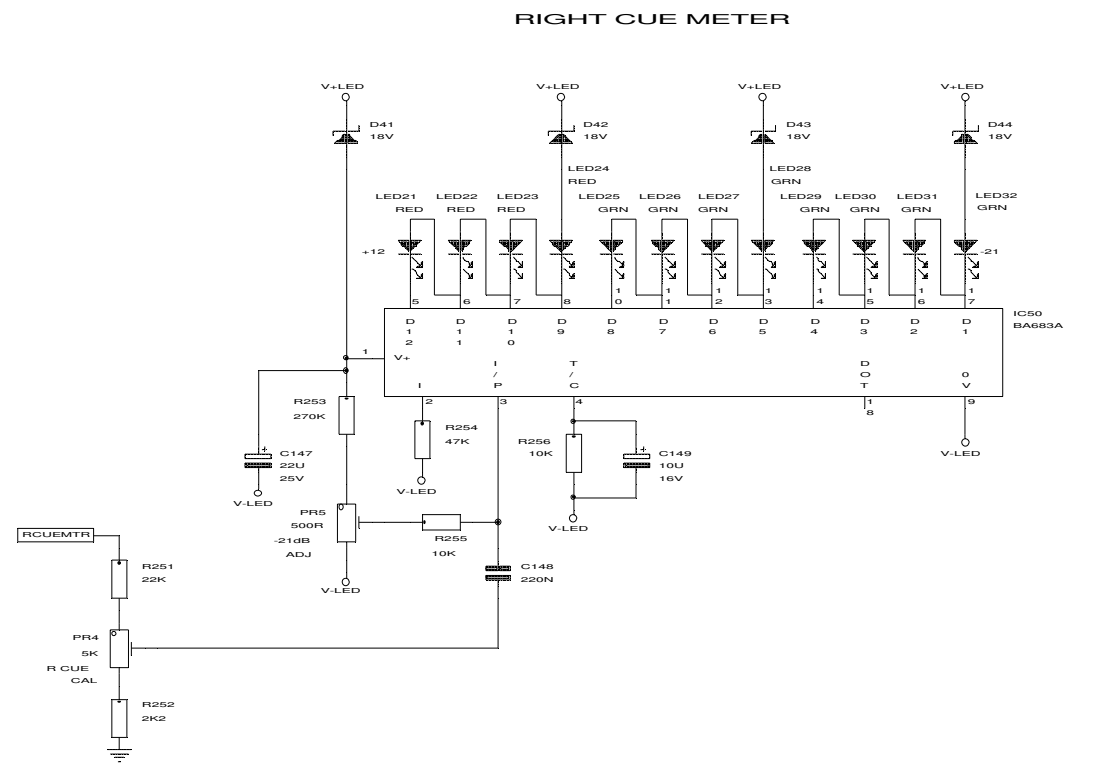 RIGHT CUE METER
V+LED V+LED V+LED V+LED
D41 D42 D43 D44
18V 18V 18V 18V
LED24 LED28
RED GRN
LED21 LED22 LED23 LED25 LED26 LED27 LED29 LED30 LED31 LED32
RED RED RED GRN GRN GRN GRN GRN GRN GRN
+12 -21
5 6 7 8 10 11 12 13 14 15 16 17
IC50
BA683A
D12 D11 D10 D9 D8 D7 D6 D5 D4 D3 D2 D1
1 V+
I I/P T/C DOT 0V
2 3 4 18 9
R253
270K
R254
47K
R256
10K
C147
22U
25V
C149
10U
16V
V-LED
V-LED
V-LED
V-LED
PR5
500R
-21dB
ADJ
R255
10K
RCUEMTR
C148
220N
R251
22K
V-LED
PR4
5K
R CUE
CAL
R252
2K2